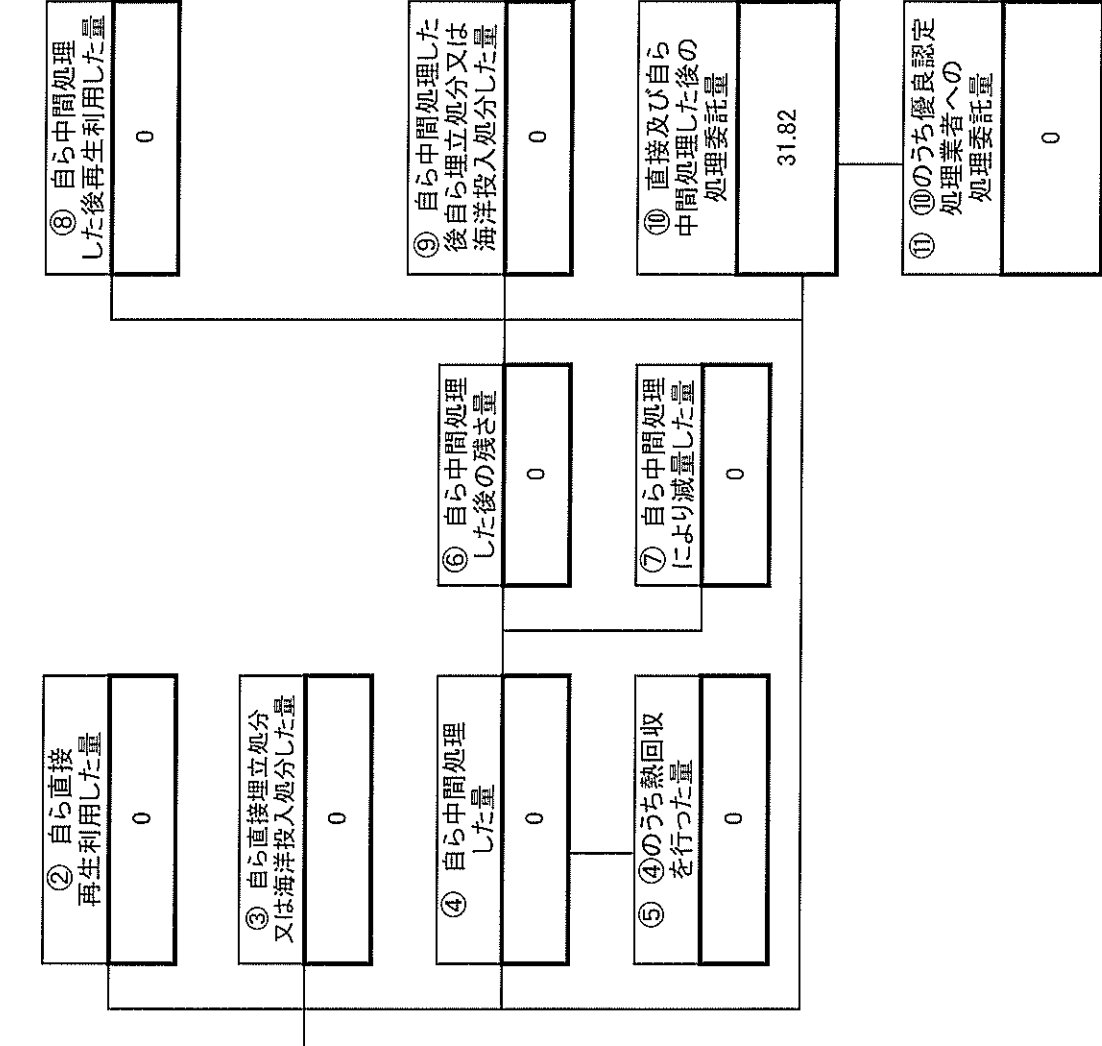 ② 自ら直接
再生利用した量
0
③ 自ら直接埋立処分
又は海洋投入処分した量
0
④ 自ら中間処理
した量
0
⑤ ④のうち熱回収
を行った量
0
⑥ 自ら中間処理
した後の残さ量
0
⑦ 自ら中間処理
により減量した量
0
⑧ 自ら中間処理
した後再生利用した量
0
⑨ 自ら中間処理した
後自ら埋立処分又は
海洋投入処分した量
0
⑩ 直接及び自ら
中間処理した後の
処理委託量
31.82
⑪ ⑩のうち優良認定
処理業者への
処理委託量
0